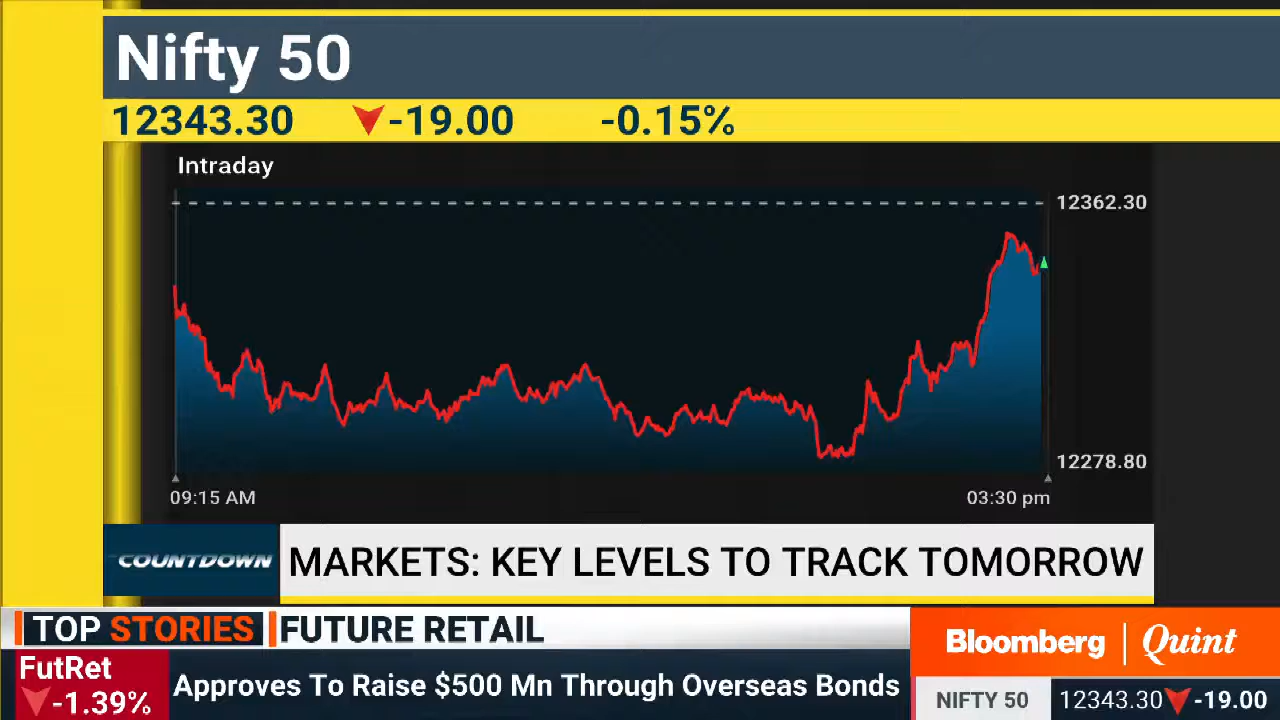 Nifty 50
12343.30 -19.00 -0.15%
Intraday
12362.30
12278.80
09:15 AM 03:30 pm
COUNTDOWN MARKETS: KEY LEVELS TO TRACK TOMORROW
TOP STORIES FUTURE RETAIL
FutRet
-1.39%
Approves To Raise $500 Mn Through Overseas Bonds
Bloomberg | Quint
NIFTY 50 12343.30 -19.00